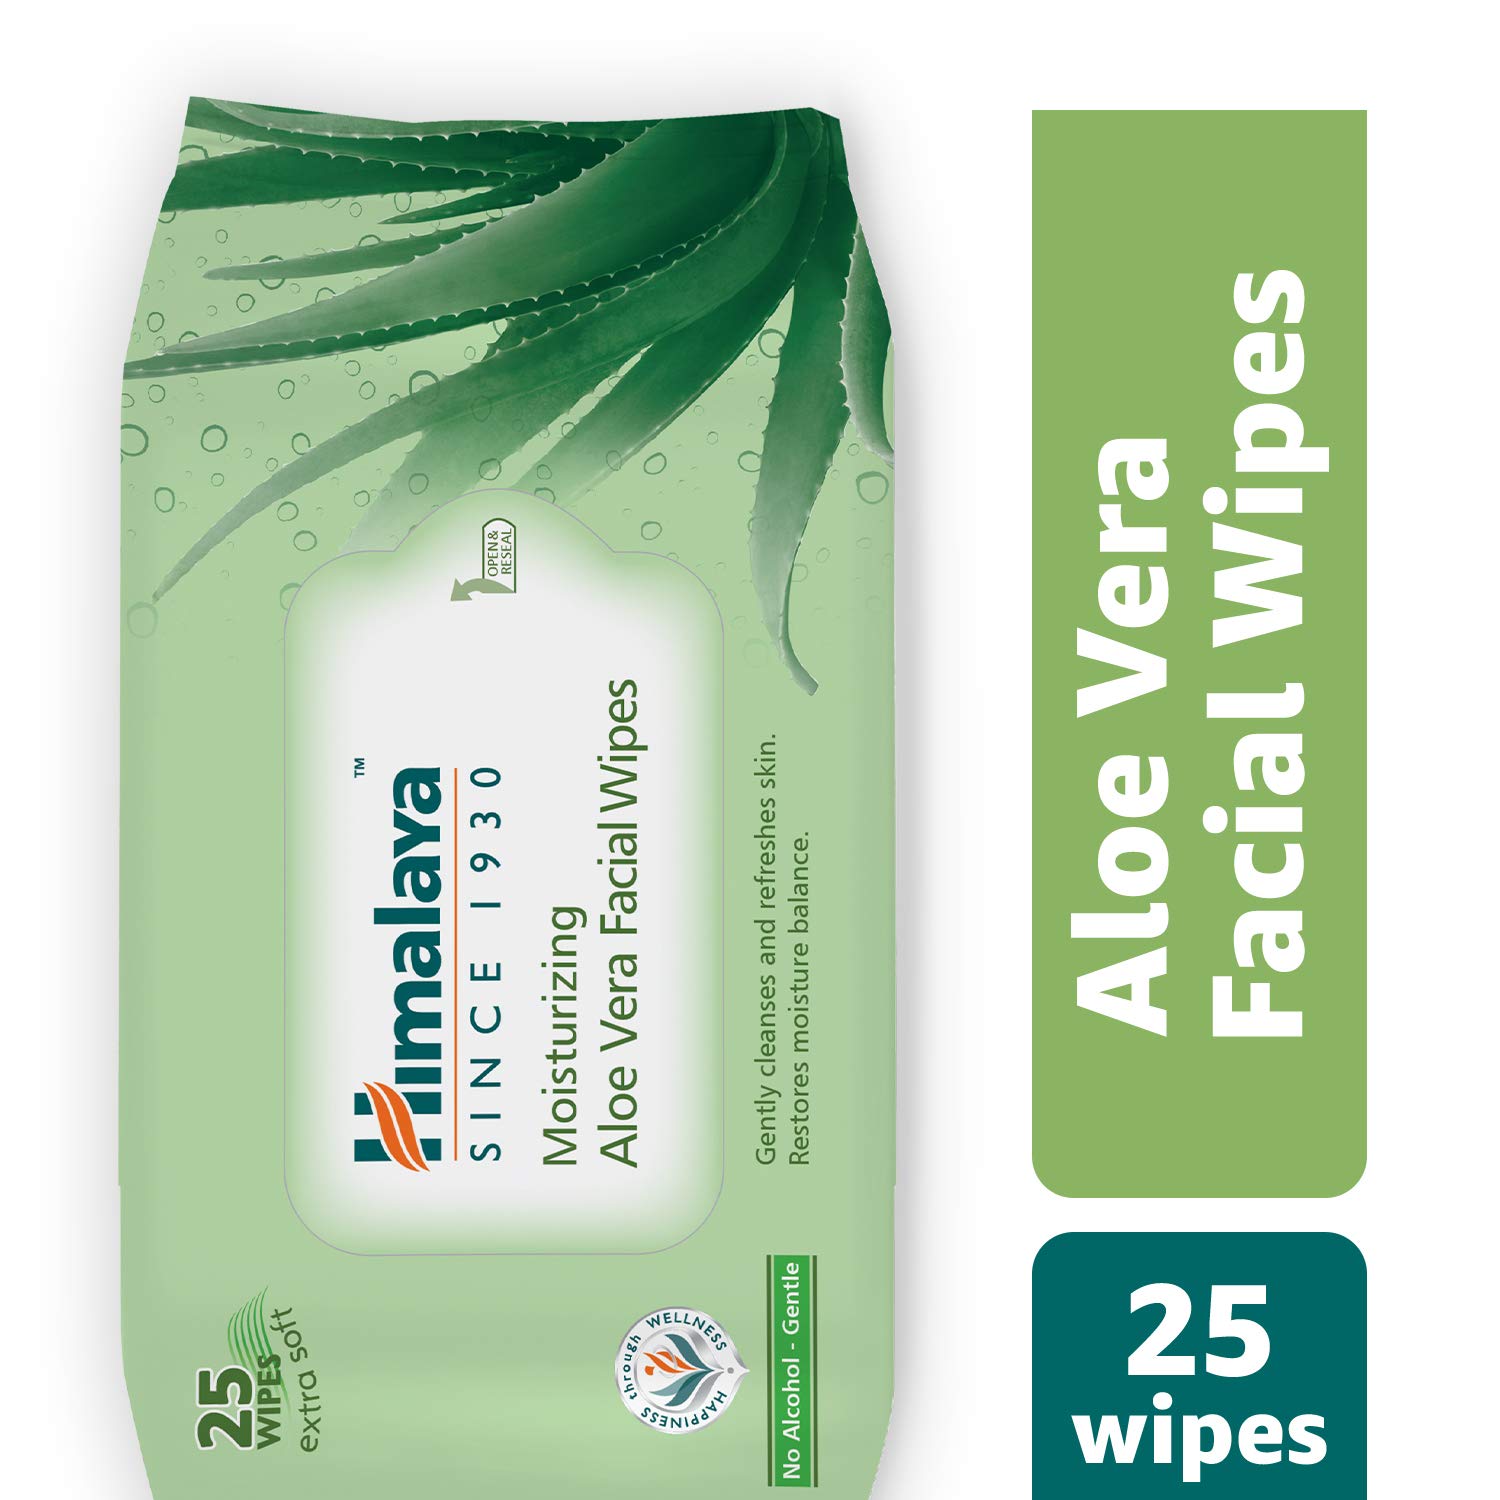 OPEN &
RESEAL
Himalaya™
SINCE 1930
Moisturizing
Aloe Vera Facial Wipes
Gently cleanses and refreshes skin.
Restores moisture balance.
25
WIPES
extra soft
HAPPINESS through WELLNESS
No Alcohol - Gentle
Aloe Vera
Facial Wipes
25
wipes